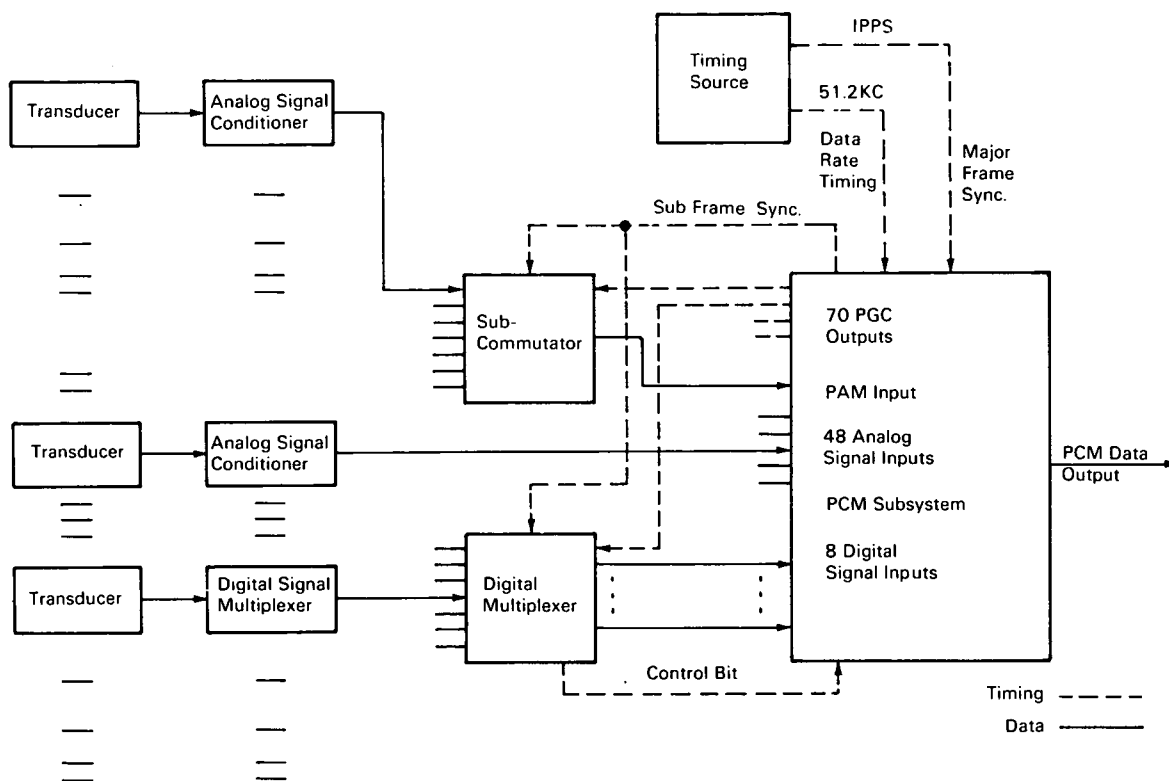 IPPS
Timing
Source
51.2KC
Data
Rate
Timing
Major
Frame
Sync.
Transducer
Analog Signal
Conditioner
Sub Frame Sync.
Sub-
Commutator
70 PGC
Outputs
PAM Input
48 Analog
Signal Inputs
PCM Subsystem
8 Digital
Signal Inputs
PCM Data
Output
Transducer
Analog Signal
Conditioner
Transducer
Digital Signal
Multiplexer
Digital
Multiplexer
Control Bit
Timing
Data